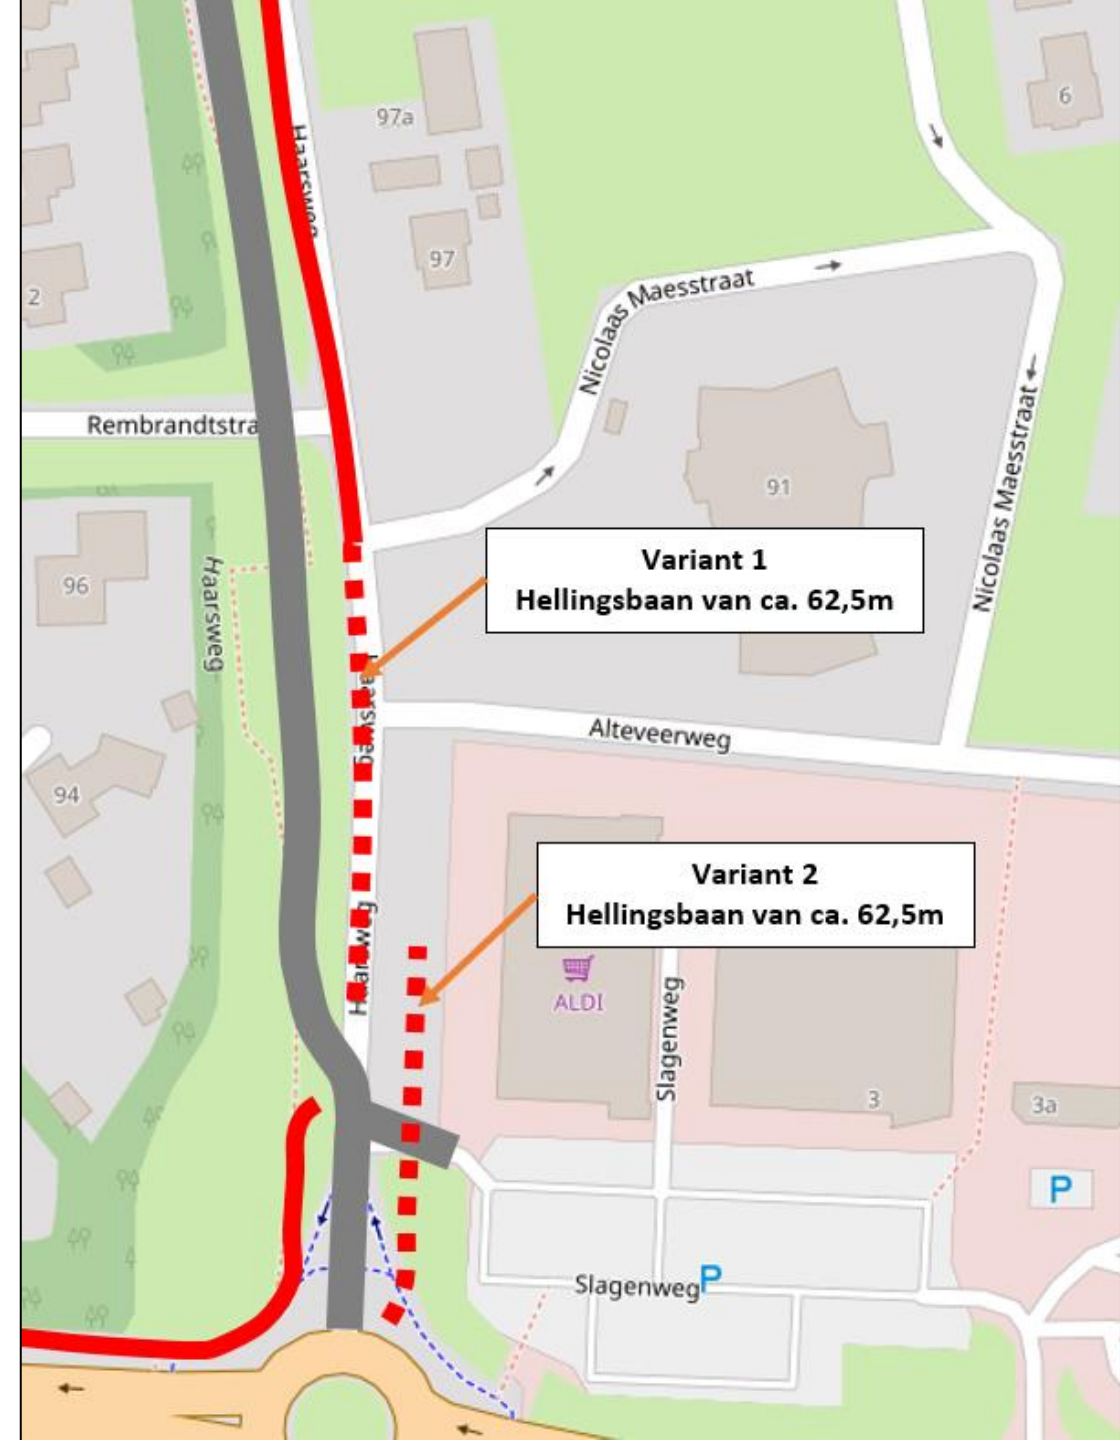 Haarsweg
97a
6
97
2
Nicolaas Maesstraat
Rembrandtstra
91
Nicolaas Maesstraat
Variant 1
Hellingsbaan van ca. 62,5m
96
Haarsweg
Alteveerweg
94
Variant 2
Hellingsbaan van ca. 62,5m
Haarsweg
ALDI
Slagenweg
3
3a
P
Slagenweg
P